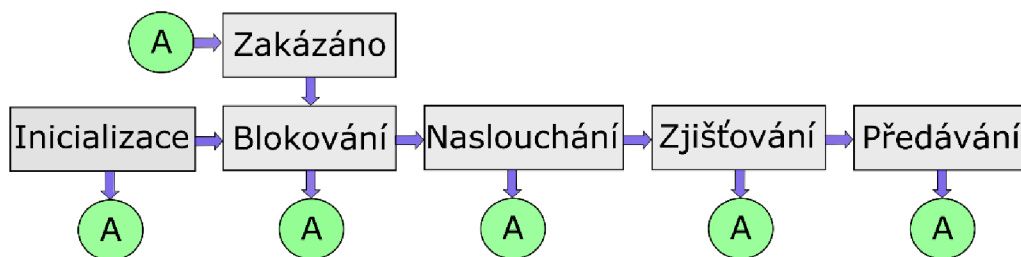 A
Zakázáno
Inicializace
Blokování
Naslouchání
Zjišťování
Předávání
A
A
A
A
A